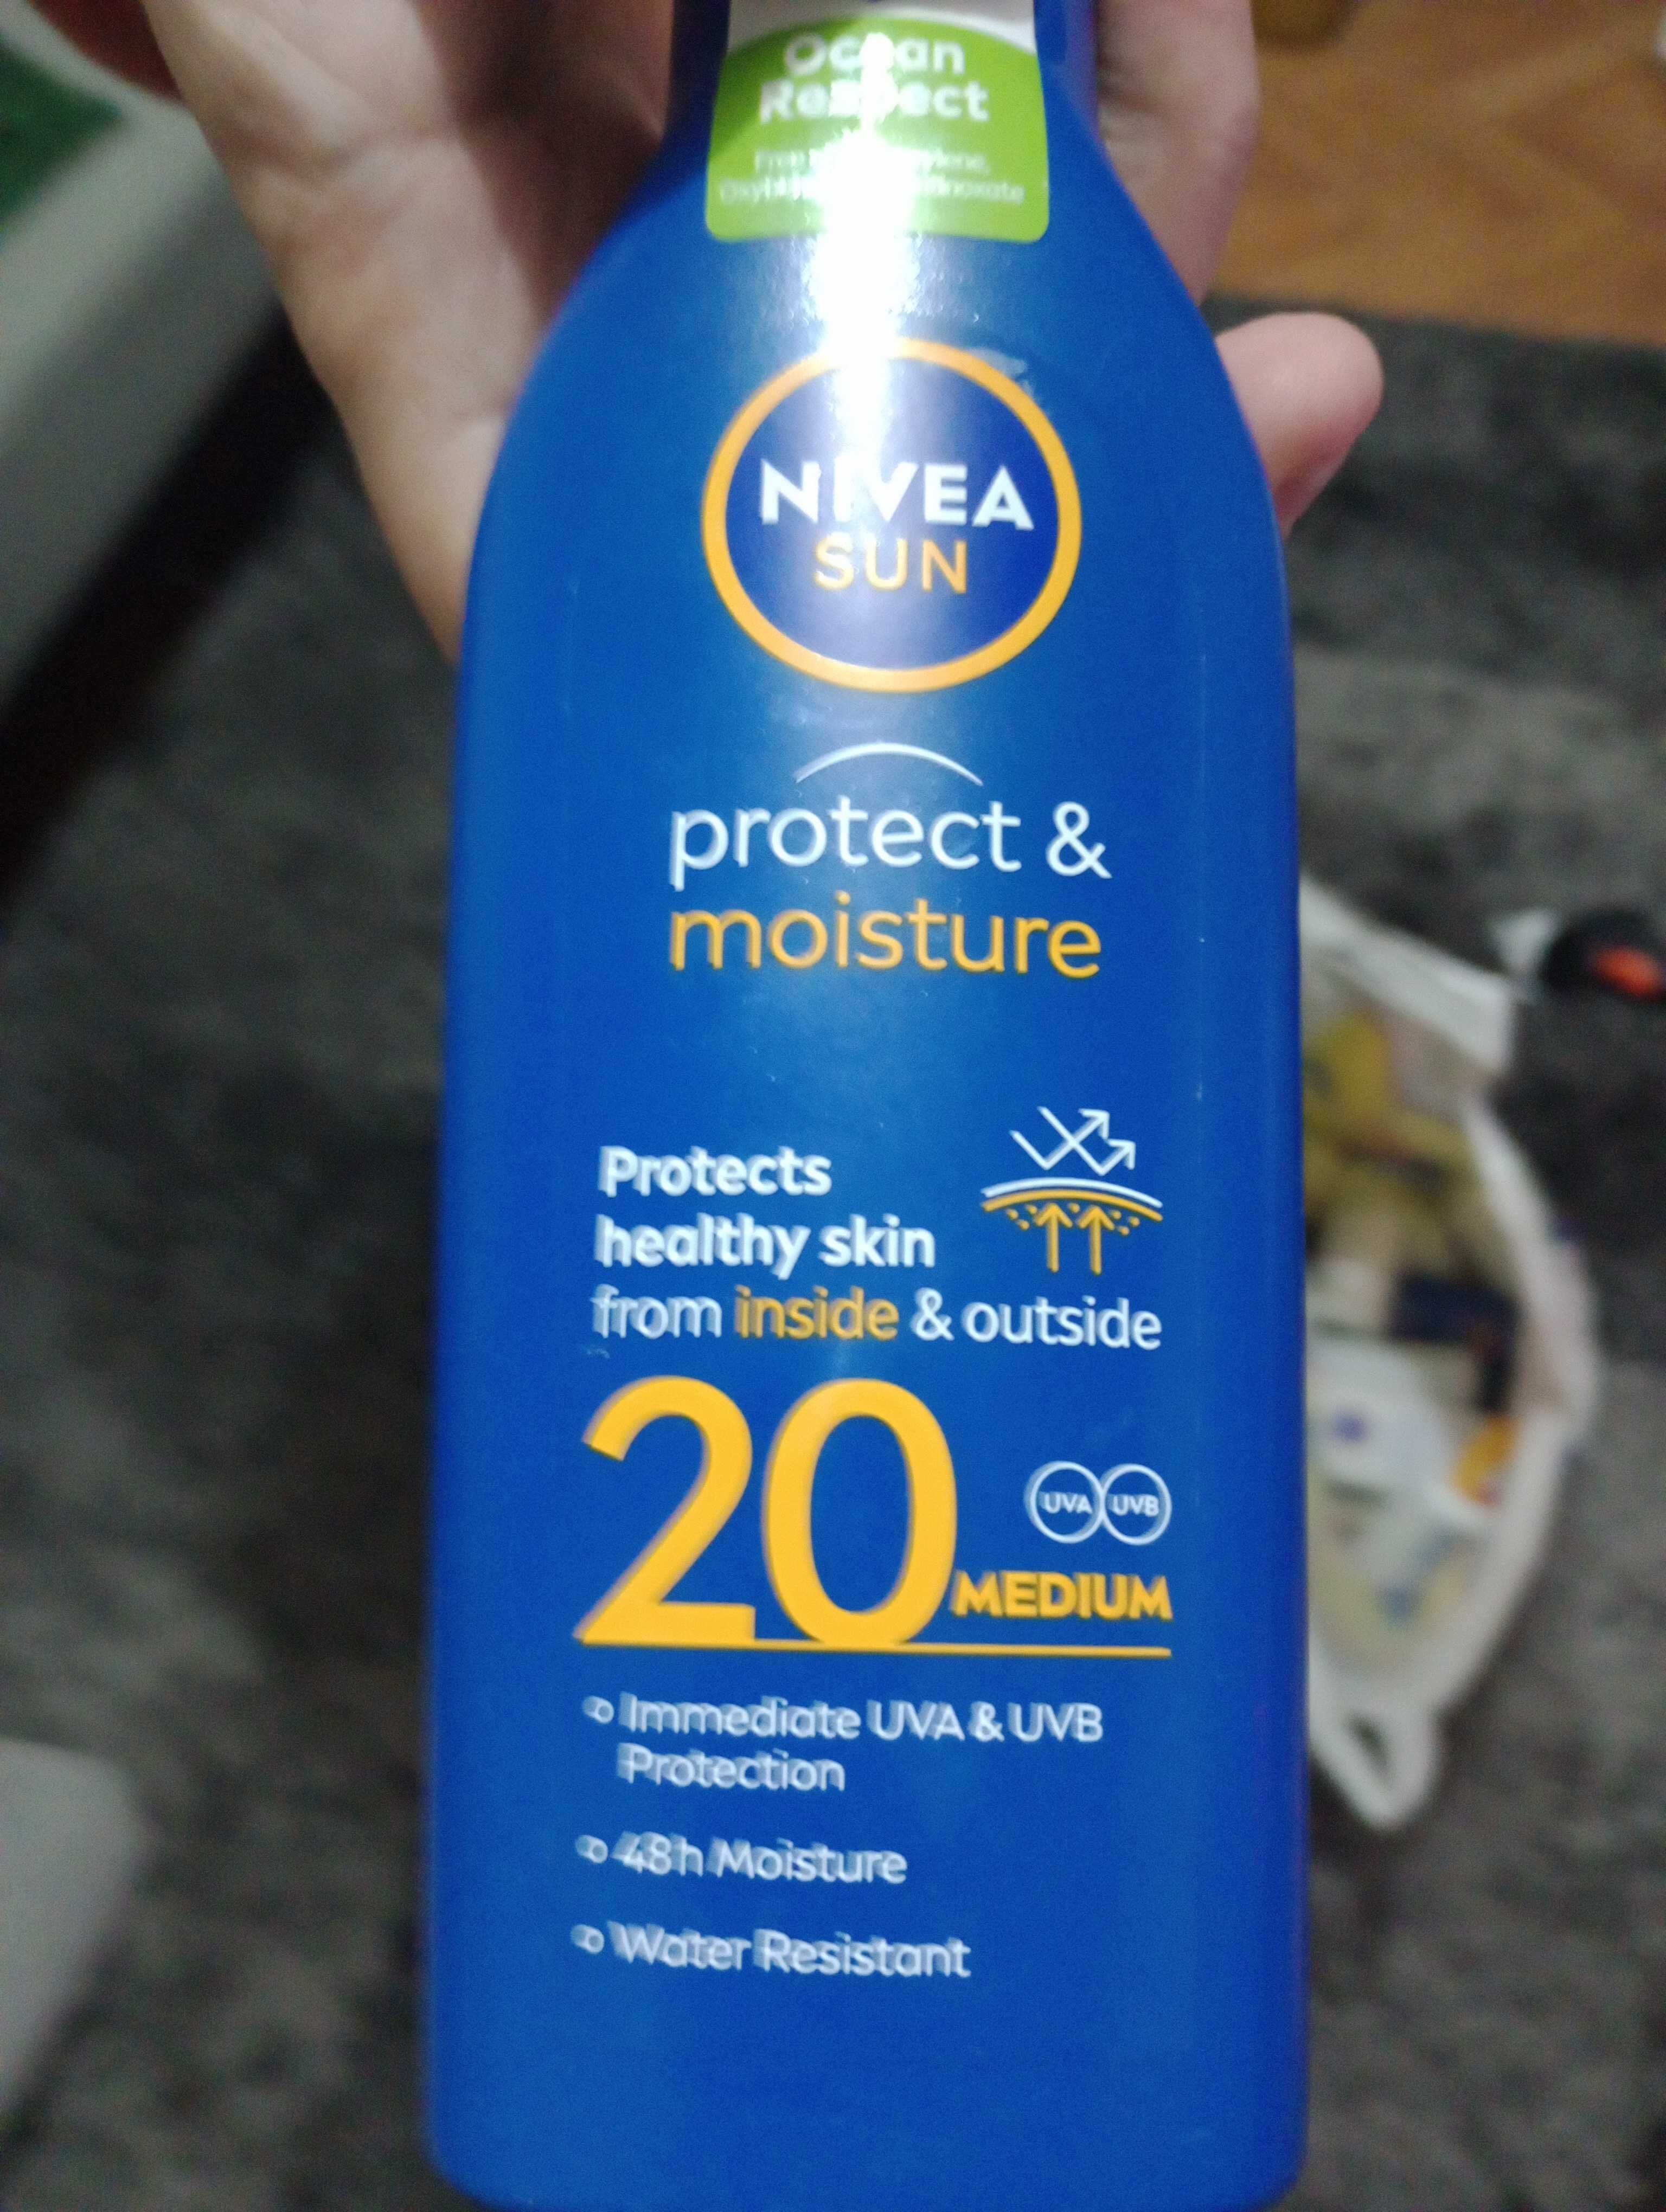 Ocean
Respect
Free
NIVEA
SUN
protect &
moisture
Protects
healthy skin
from inside & outside
20
UVA UVB
MEDIUM
Immediate UVA & UVB
Protection
48h Moisture
Water Resistant